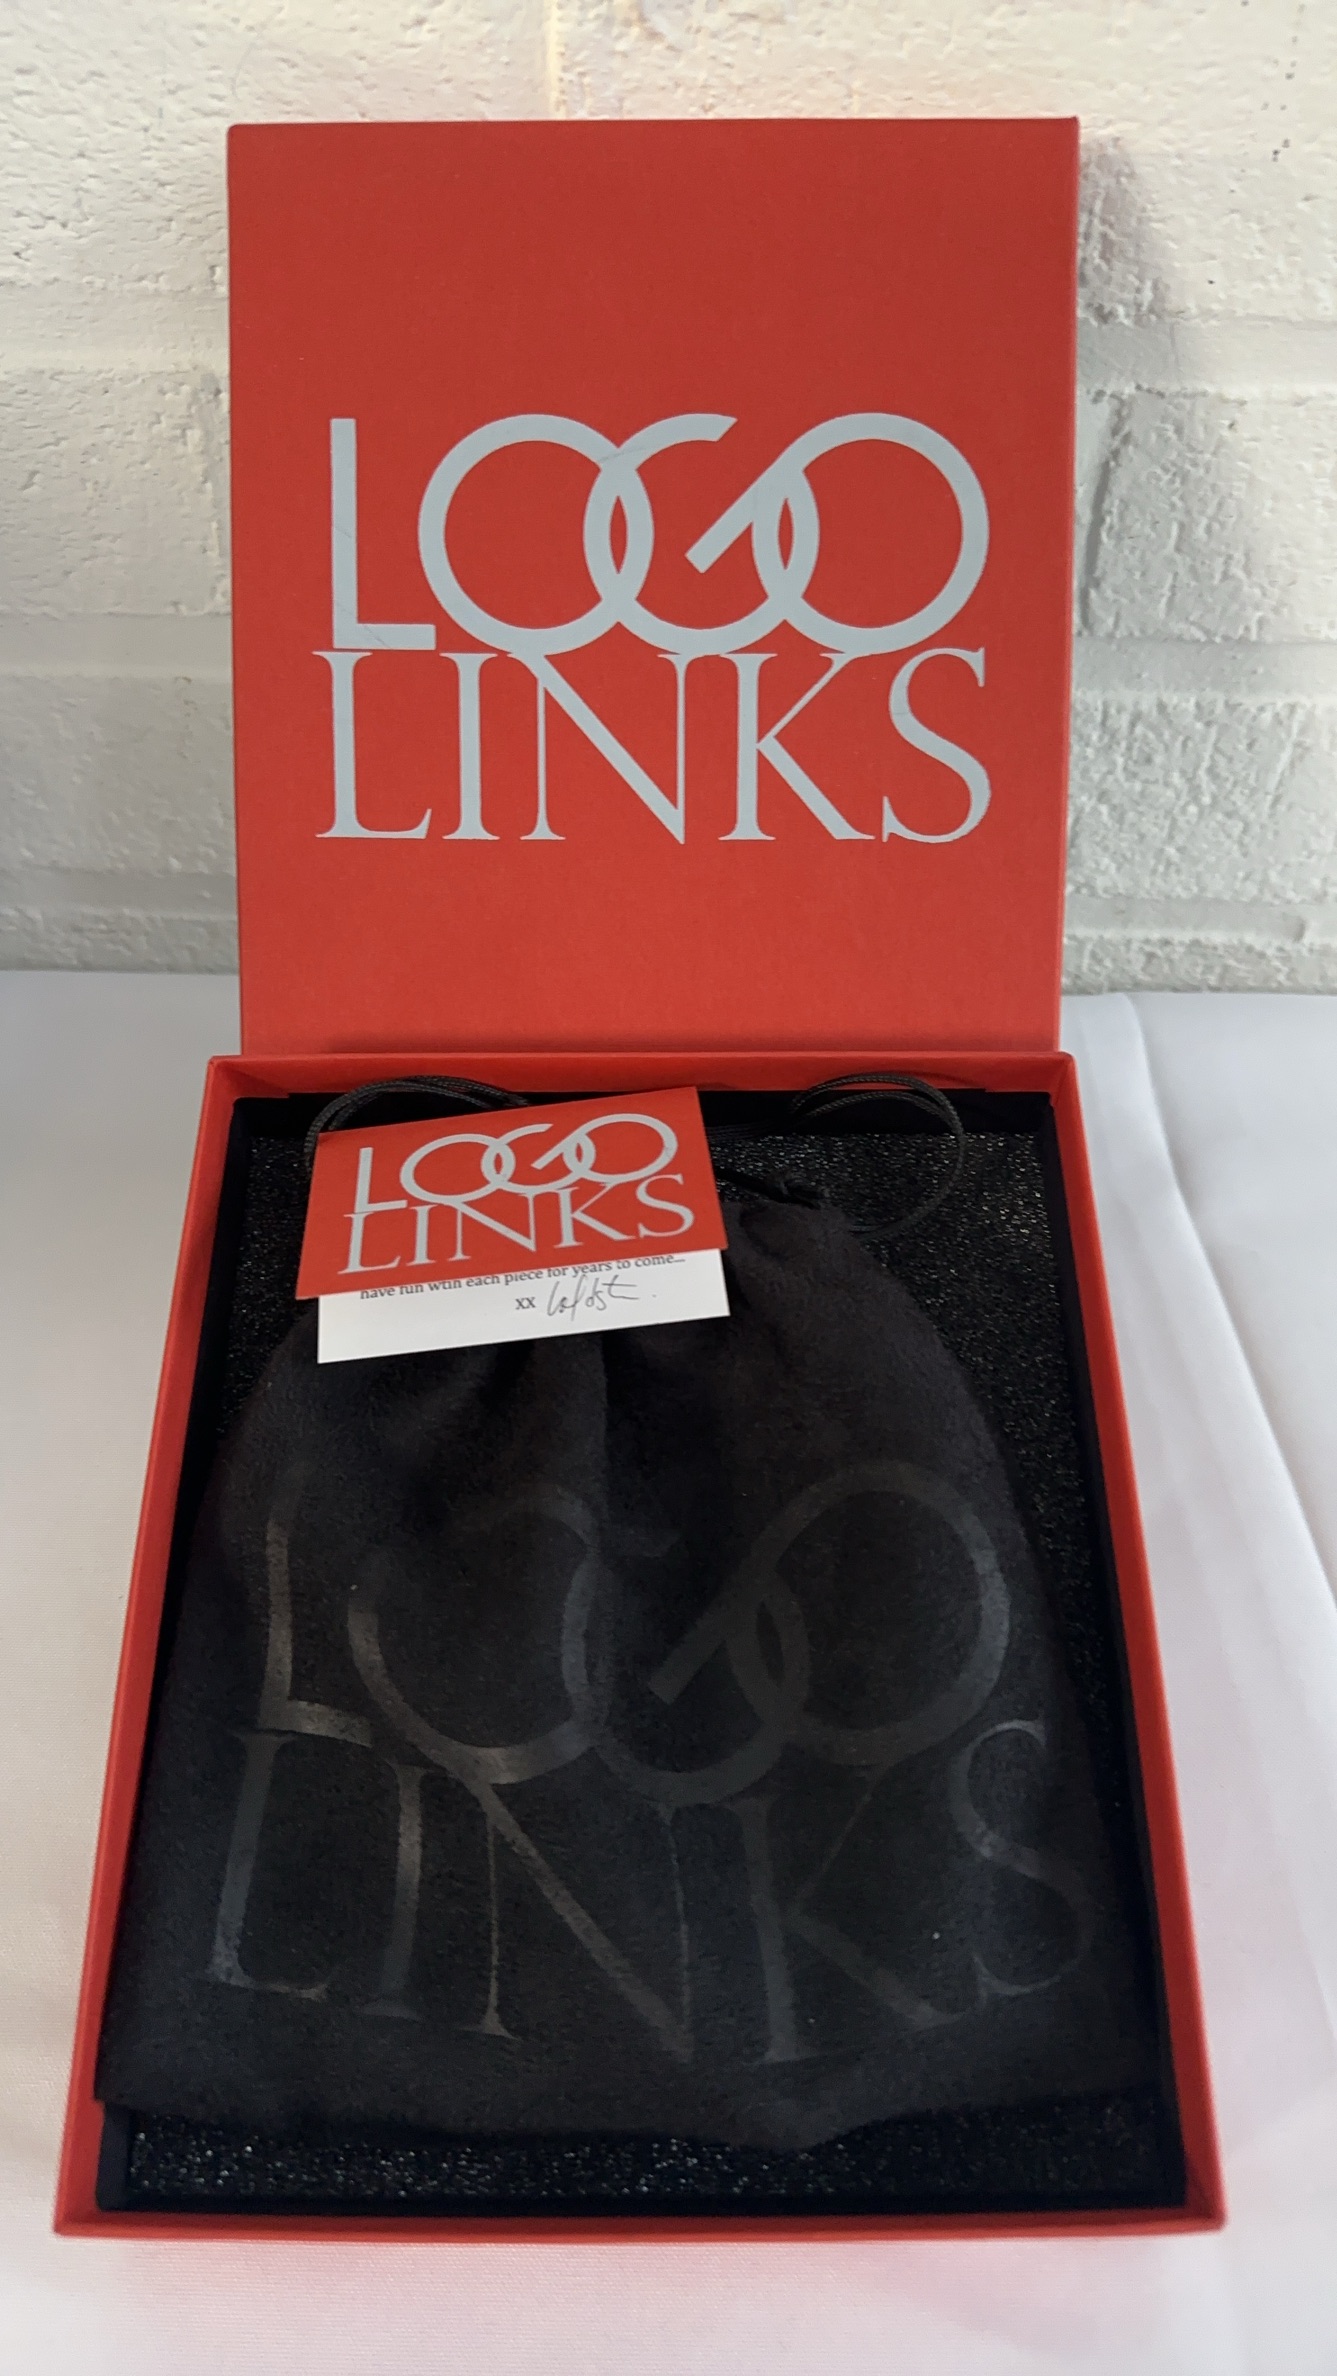 LOGO
LINKS
LOGO
LINKS
have fun with each piece for years to come...
xx
LOGO
LINKS